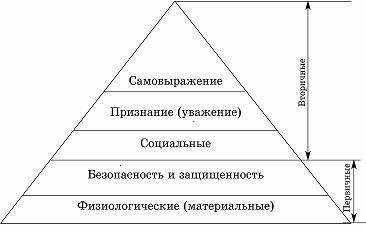 Самовыражение
Признание (уважение)
Социальные
Безопасность и защищенность
Физиологические (материальные)
Вторичные
Первичные